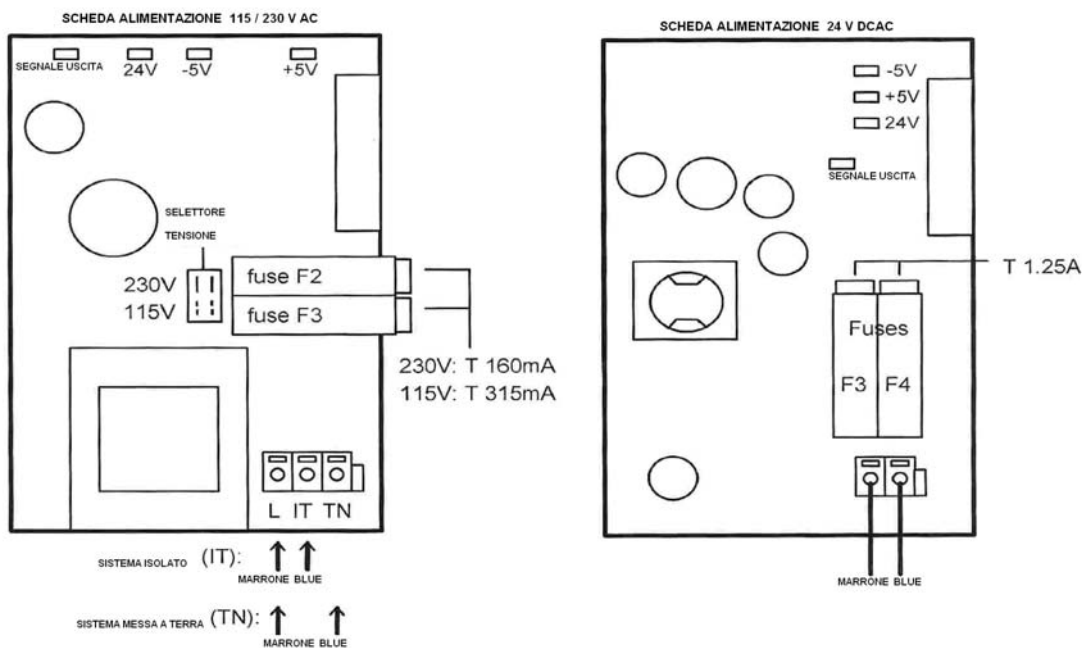 SCHEDA ALIMENTAZIONE 115 / 230 V AC
SEGNALE USCITA
24V
-5V
+5V
SELETTORE
TENSIONE
230V
115V
fuse F2
fuse F3
230V: T 160mA
115V: T 315mA
L IT TN
SISTEMA ISOLATO (IT):
MARRONE BLUE
SISTEMA MESSA A TERRA (TN):
MARRONE BLUE
SCHEDA ALIMENTAZIONE 24 V DCAC
-5V
+5V
24V
SEGNALE USCITA
T 1.25A
Fuses
F3 F4
MARRONE BLUE